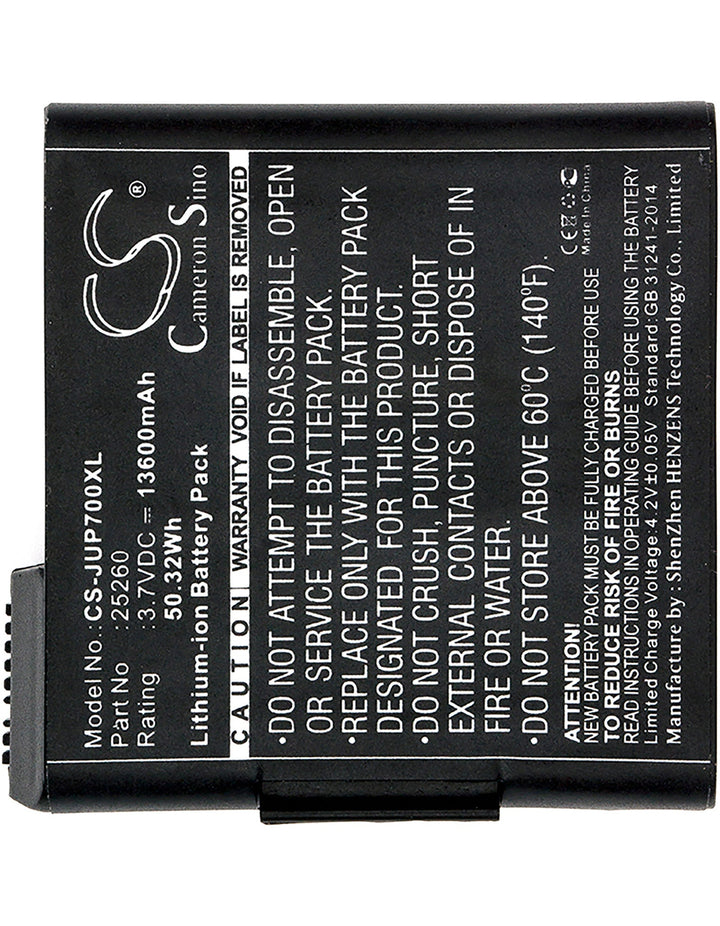 CS®
Cameron Sino
Model No.: CS-JUP700XL
Part No :25260
Rating :3.7VDC⎓13600mAh
50.32Wh
Lithium-ion Battery Pack
CAUTION WARRANTY VOID IF LABEL IS REMOVED
•DO NOT ATTEMPT TO DISASSEMBLE, OPEN
OR SERVICE THE BATTERY PACK.
•REPLACE ONLY WITH THE BATTERY PACK
DESIGNATED FOR THIS PRODUCT.
•DO NOT CRUSH, PUNCTURE, SHORT
EXTERNAL CONTACTS OR DISPOSE OF IN
FIRE OR WATER.
•DO NOT STORE ABOVE 60ºC (140ºF).
CE
Made In China
ATTENTION:
NEW BATTERY PACK MUST BE FULLY CHARGED BEFORE USE
TO REDUCE RISK OF FIRE OR BURNS
READ INSTRUCTIONS IN OPERATING GUIDE BEFORE USING THE BATTERY
Limited Charge Voltage:4.2V±0.05V Standard:GB 31241-2014
Manufacture by : ShenZhen HENZENS Technology Co., Limited